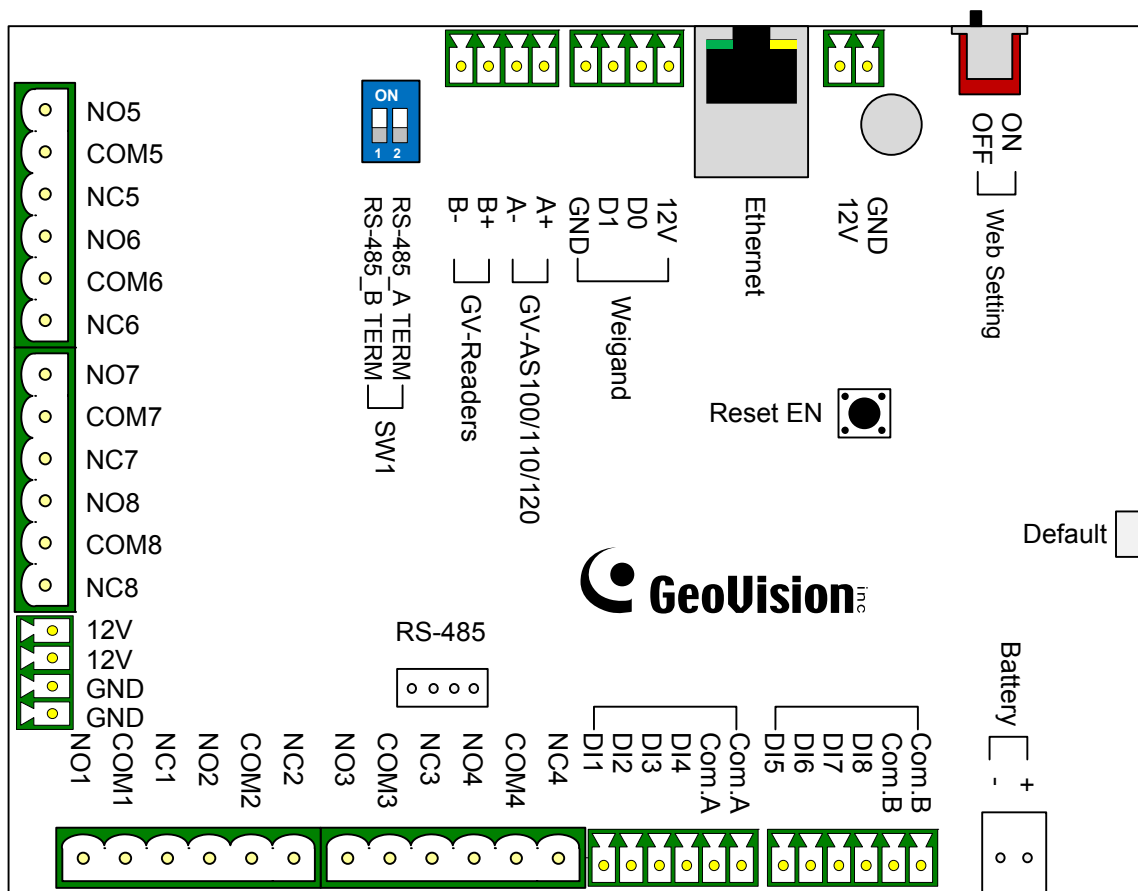 NO5
COM5
NC5
NO6
COM6
NC6
NO7
COM7
NC7
NO8
COM8
NC8
12V
12V
GND
GND
ON
1 2
RS-485_B TERM
RS-485_A TERM
SW1
B-
B+
GV-Readers
A-
A+
GV-AS100/110/120
GND
D1
D0
12V
Weigand
Ethernet
12V
GND
OFF
ON
Web Setting
Reset EN
Default
GeoVision inc
RS-485
Battery
-
+
NO1
COM1
NC1
NO2
COM2
NC2
NO3
COM3
NC3
NO4
COM4
NC4
DI1
DI2
DI3
DI4
Com.A
Com.A
DI5
DI6
DI7
DI8
Com.B
Com.B